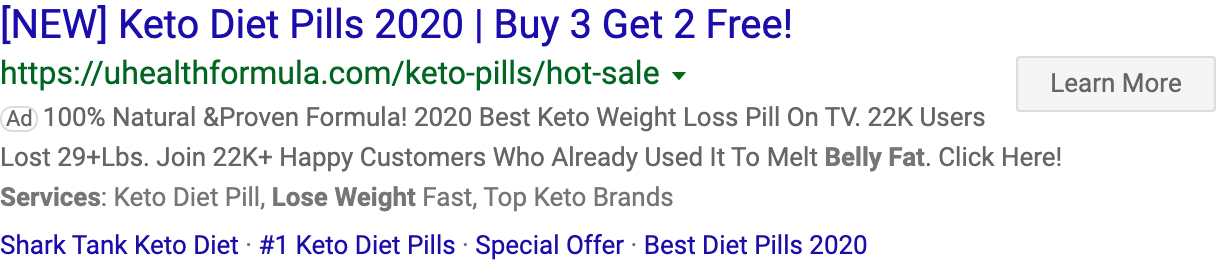 [NEW] Keto Diet Pills 2020 | Buy 3 Get 2 Free!
https://uhealthformula.com/keto-pills/hot-sale
Learn More
Ad 100% Natural &Proven Formula! 2020 Best Keto Weight Loss Pill On TV. 22K Users
Lost 29+Lbs. Join 22K+ Happy Customers Who Already Used It To Melt Belly Fat. Click Here!
Services: Keto Diet Pill, Lose Weight Fast, Top Keto Brands
Shark Tank Keto Diet · #1 Keto Diet Pills · Special Offer · Best Diet Pills 2020